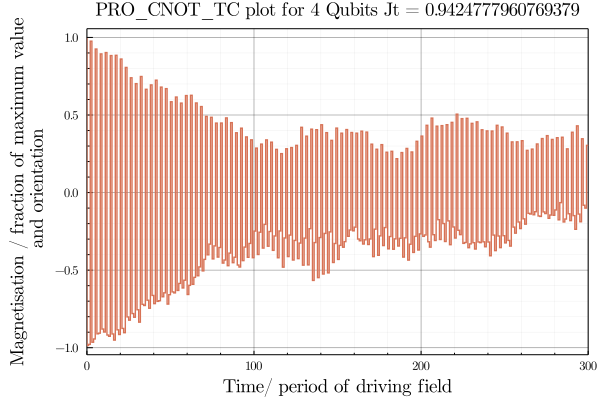 PRO_CNOT_TC plot for 4 Qubits Jt = 0.9424777960769379
Magnetisation / fraction of maximum value
and orientation
1.0
0.5
0.0
−0.5
−1.0
0 100 200 300
Time/ period of driving field